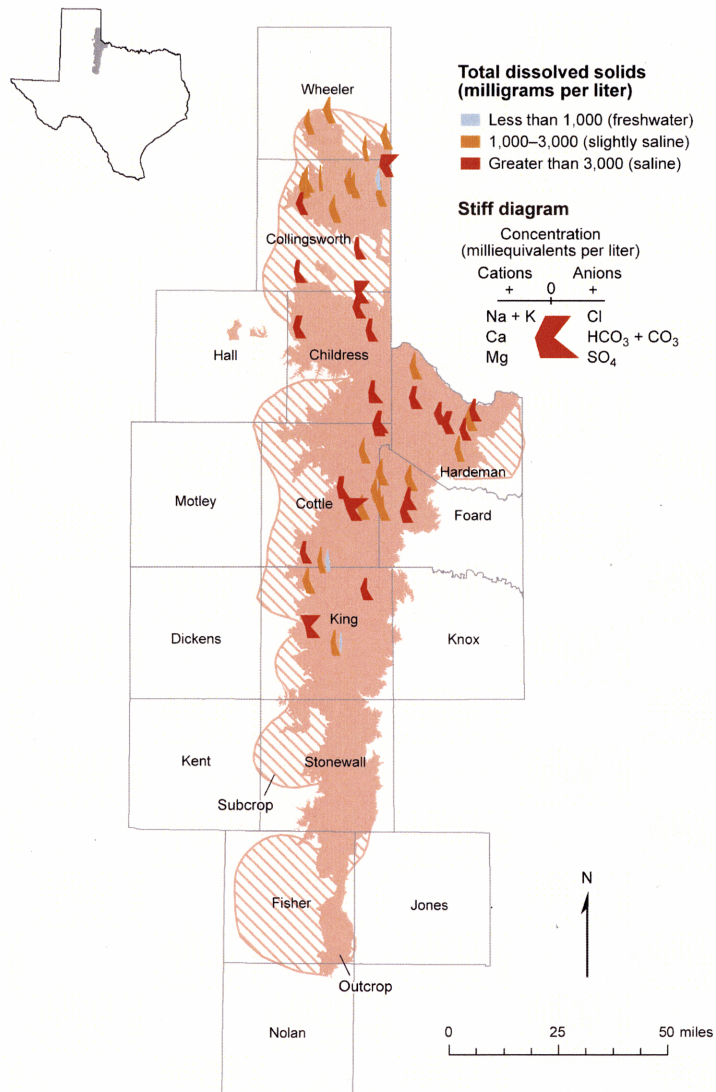 Total dissolved solids
(milligrams per liter)
Less than 1,000 (freshwater)
1,000–3,000 (slightly saline)
Greater than 3,000 (saline)
Stiff diagram
Concentration
(milliequivalents per liter)
Cations Anions
+ 0 +
Na + K Cl
Ca HCO₃ + CO₃
Mg SO₄
Wheeler
Collingsworth
Hall
Childress
Hardeman
Motley
Cottle
Foard
Dickens
King
Knox
Kent
Stonewall
Subcrop
Fisher
Jones
Outcrop
Nolan
N
0 25 50 miles